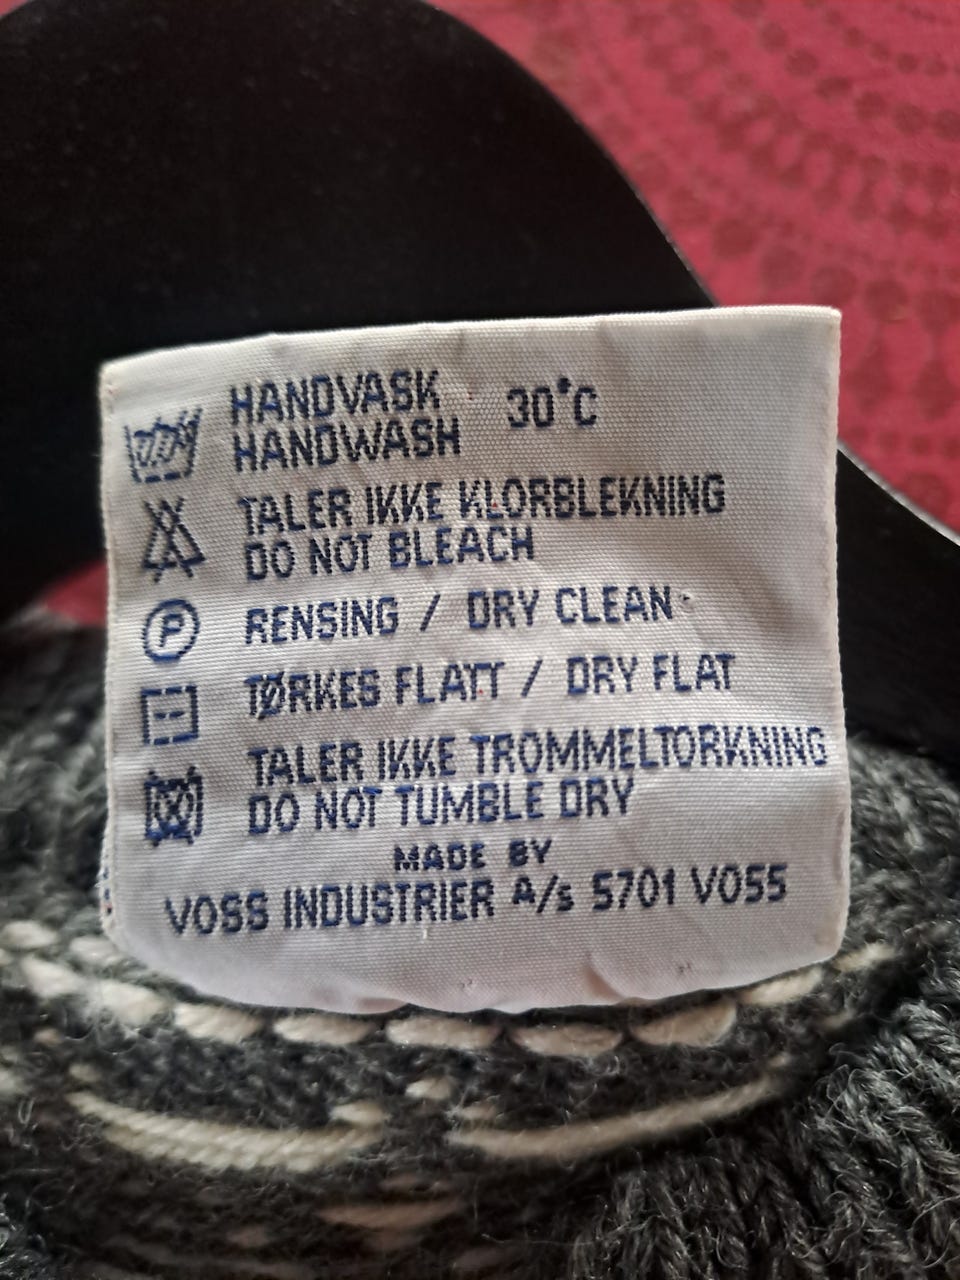 HANDVASK 30°C
HANDWASH
TALER IKKE KLORBLEKNING
DO NOT BLEACH
P RENSING / DRY CLEAN
TØRKES FLATT / DRY FLAT
TALER IKKE TROMMELTORKNING
DO NOT TUMBLE DRY
MADE BY
VOSS INDUSTRIER A/s 5701 VOSS